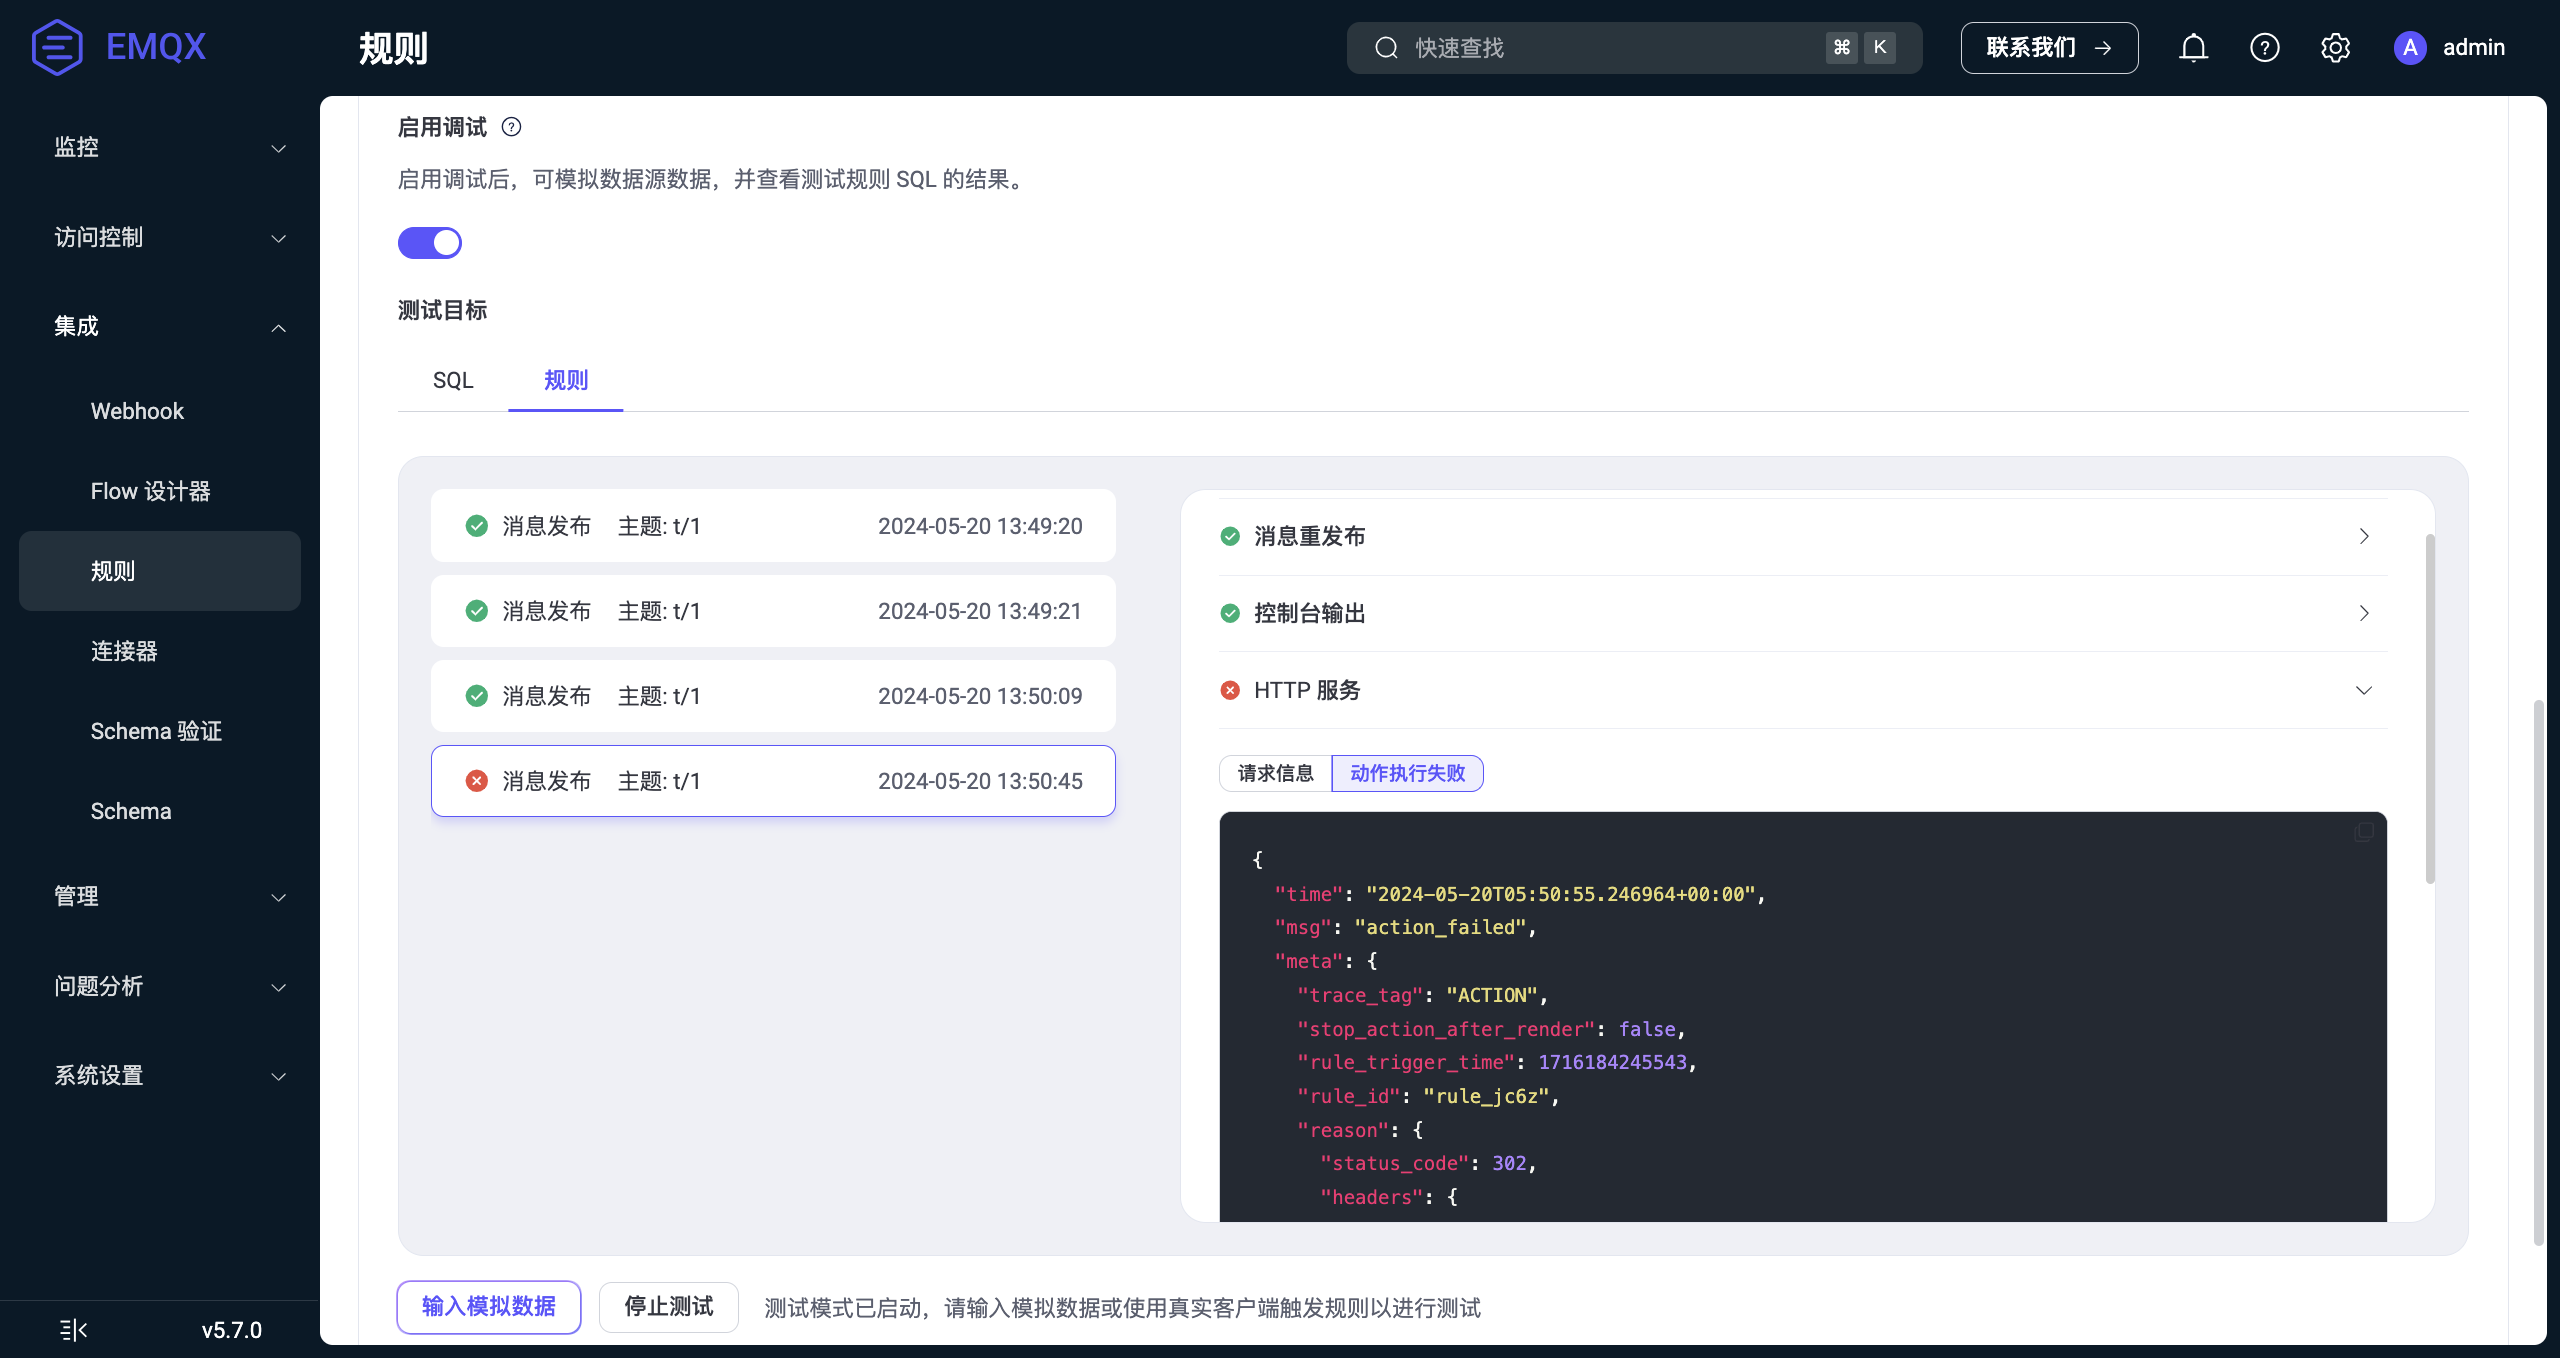 EMQX
规则
快速查找
⌘ K
联系我们 →
A admin
监控
访问控制
集成
Webhook
Flow 设计器
规则
连接器
Schema 验证
Schema
管理
问题分析
系统设置
v5.7.0
启用调试
启用调试后，可模拟数据源数据，并查看测试规则 SQL 的结果。
测试目标
SQL 规则
消息发布 主题: t/1 2024-05-20 13:49:20
消息发布 主题: t/1 2024-05-20 13:49:21
消息发布 主题: t/1 2024-05-20 13:50:09
消息发布 主题: t/1 2024-05-20 13:50:45
消息重发布
控制台输出
HTTP 服务
请求信息 动作执行失败
{
"time": "2024-05-20T05:50:55.246964+00:00",
"msg": "action_failed",
"meta": {
"trace_tag": "ACTION",
"stop_action_after_render": false,
"rule_trigger_time": 1716184245543,
"rule_id": "rule_jc6z",
"reason": {
"status_code": 302,
"headers": {
输入模拟数据 停止测试 测试模式已启动，请输入模拟数据或使用真实客户端触发规则以进行测试